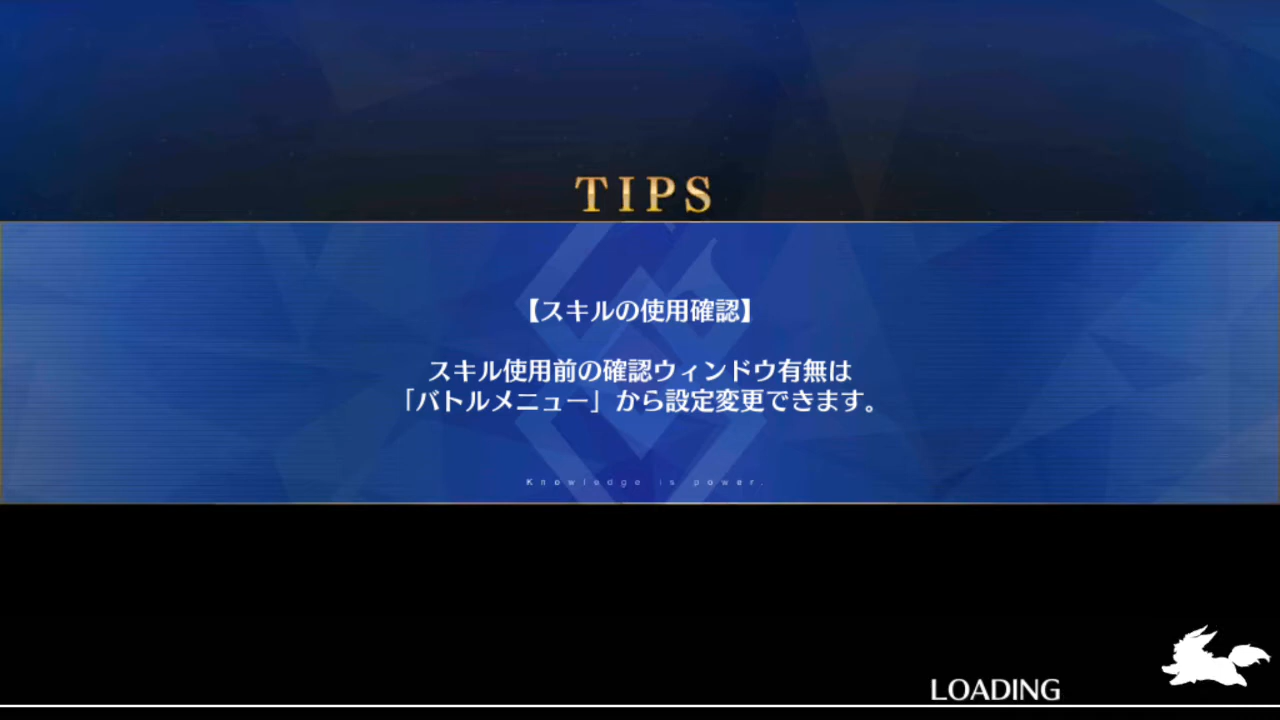 TIPS
【スキルの使用確認】
スキル使用前の確認ウィンドウ有無は
「バトルメニュー」から設定変更できます。
Knowledge is power.
LOADING